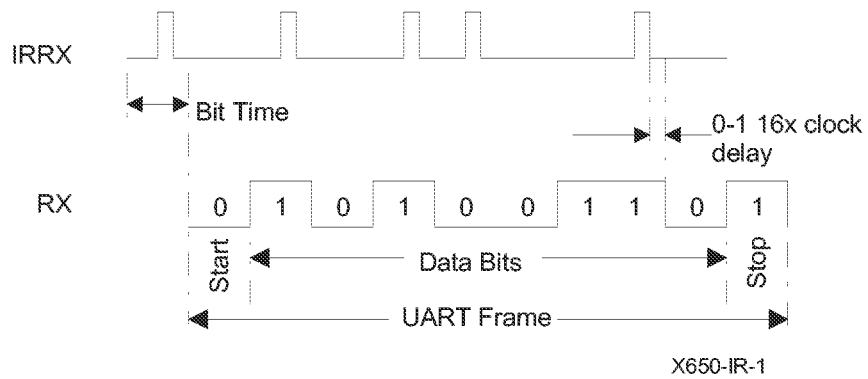 IRRX
Bit Time
0-1 16x clock
delay
RX
0 1 0 1 0 0 1 1 0 1
Start
Data Bits
Stop
UART Frame
X650-IR-1